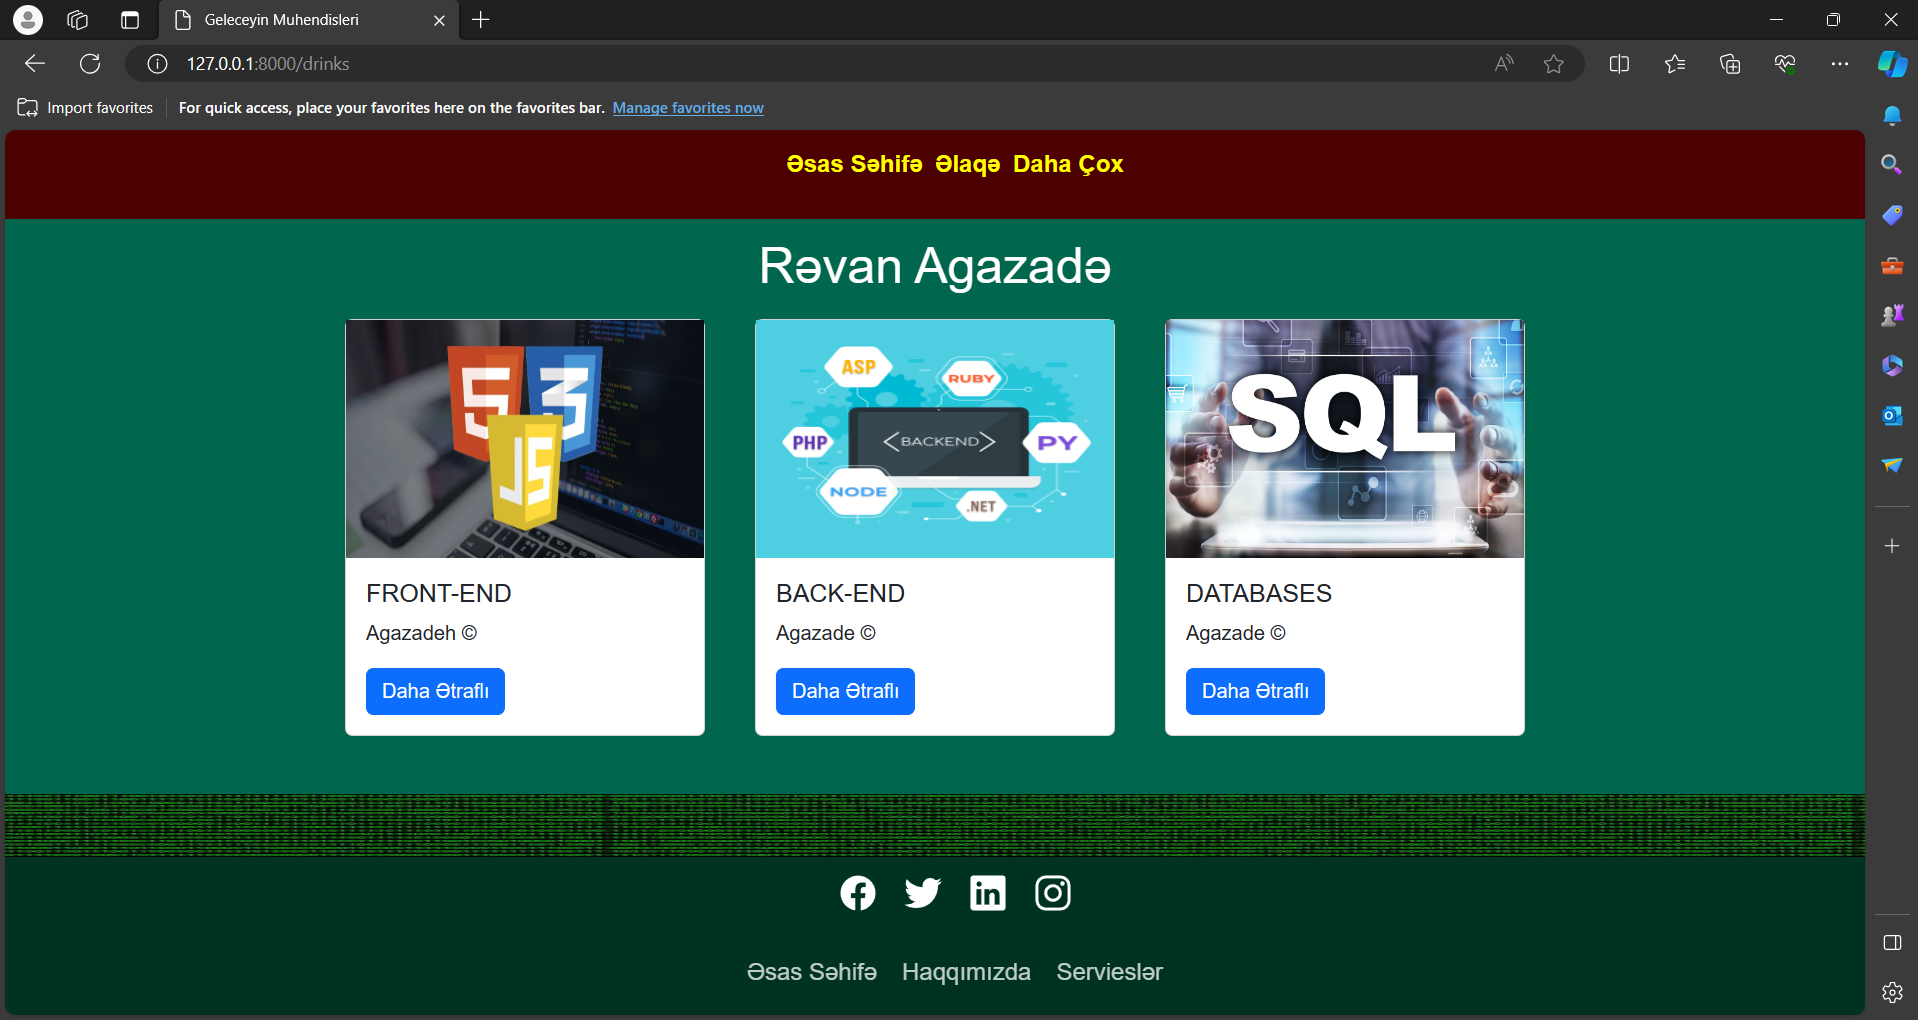 Geleceyin Muhendisleri
127.0.0.1:8000/drinks
Import favorites
For quick access, place your favorites here on the favorites bar. Manage favorites now
Əsas Səhifə Əlaqə Daha Çox
Rəvan Agazadə
5 3
JS
ASP
RUBY
PHP
<BACKEND>
PY
NODE
.NET
SQL
FRONT-END
Agazadeh ©
Daha Ətraflı
BACK-END
Agazade ©
Daha Ətraflı
DATABASES
Agazade ©
Daha Ətraflı
in
Əsas Səhifə Haqqımızda Servieslər